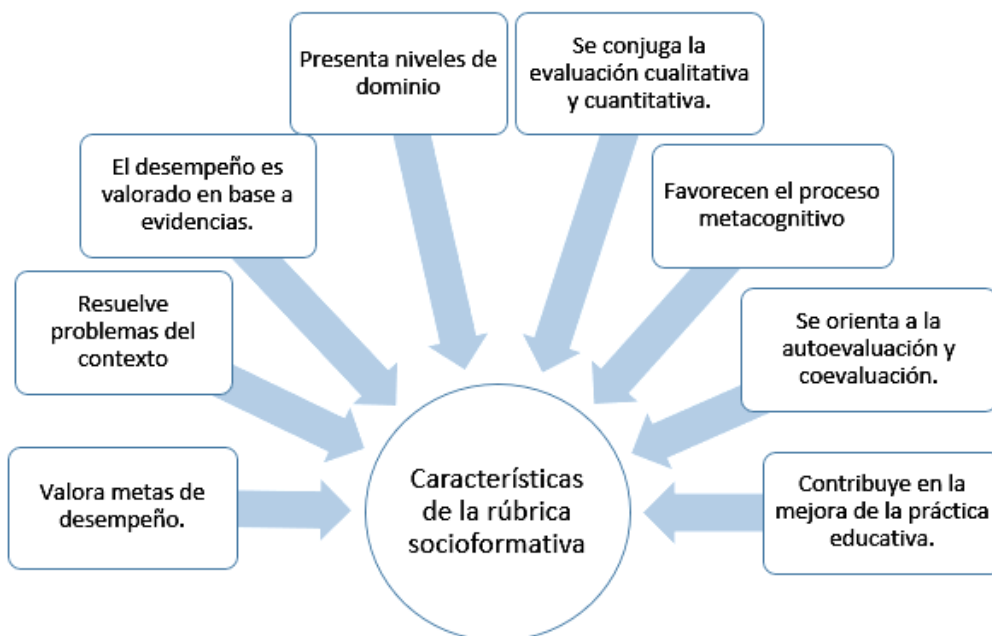 Presenta niveles de
dominio
Se conjuga la
evaluación cualitativa
y cuantitativa.
El desempeño es
valorado en base a
evidencias.
Favorecen el proceso
metacognitivo
Resuelve
problemas del
contexto
Se orienta a la
autoevaluación y
coevaluación.
Valora metas de
desempeño.
Característícas
de la rúbrica
socioformativa
Contribuye en la
mejora de la práctica
educativa.